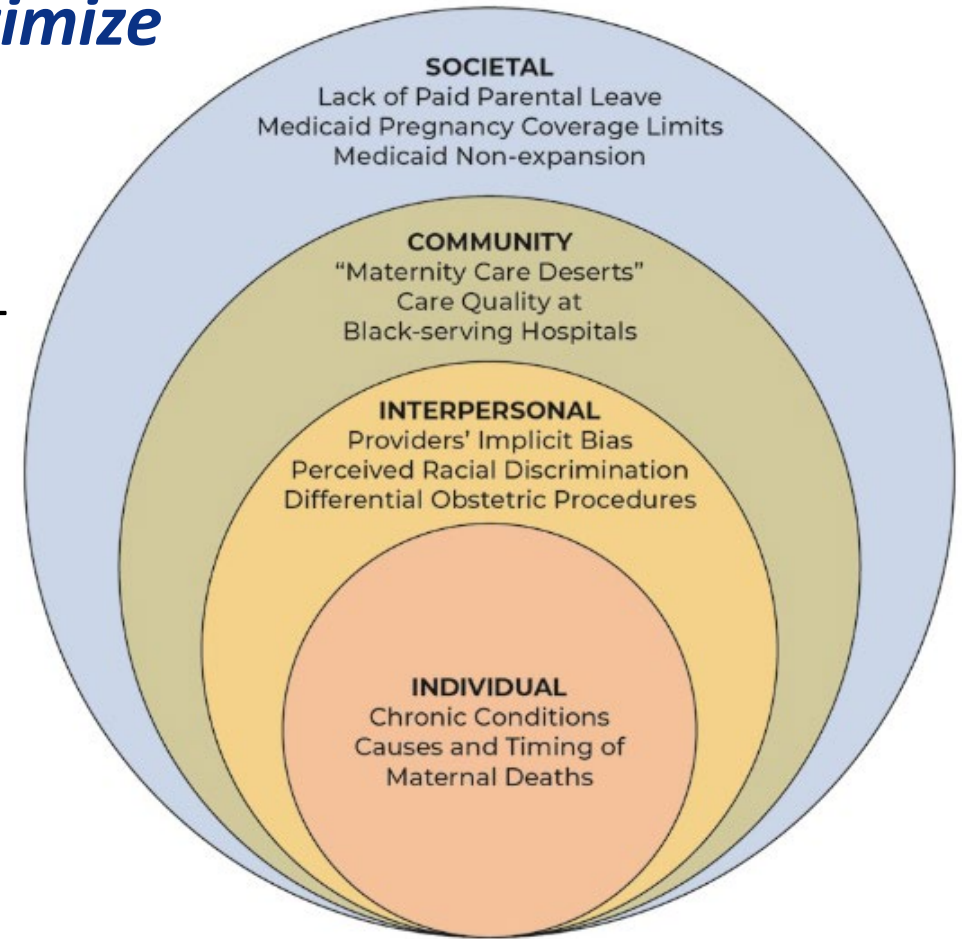 timize
SOCIETAL
Lack of Paid Parental Leave
Medicaid Pregnancy Coverage Limits
Medicaid Non-expansion
COMMUNITY
“Maternity Care Deserts”
Care Quality at
Black-serving Hospitals
INTERPERSONAL
Providers’ Implicit Bias
Perceived Racial Discrimination
Differential Obstetric Procedures
INDIVIDUAL
Chronic Conditions
Causes and Timing of
Maternal Deaths